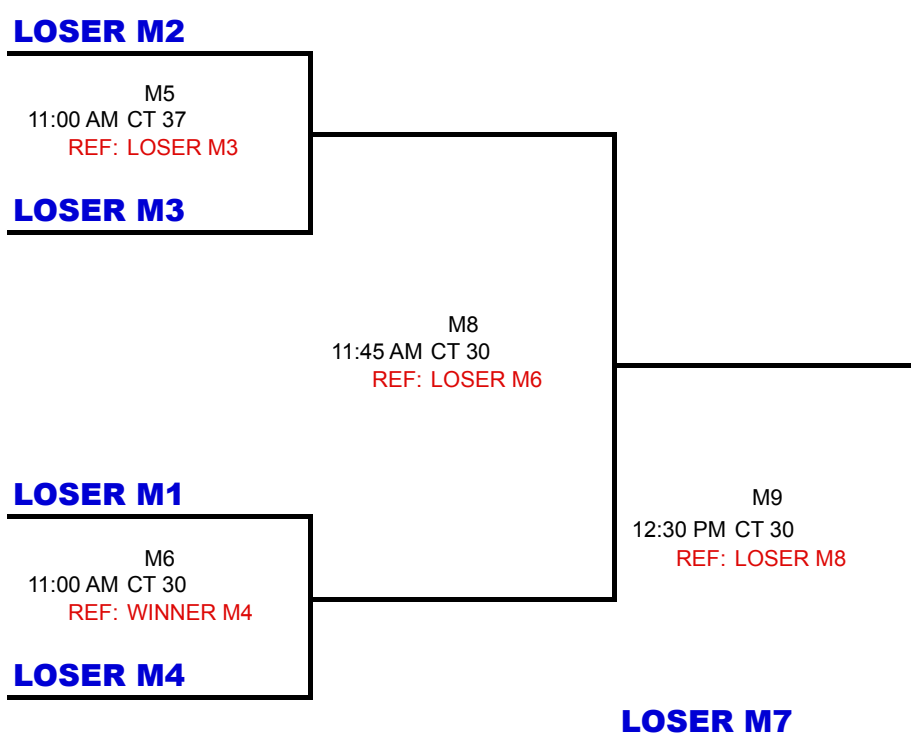 LOSER M2
M5
11:00 AM CT 37
REF: LOSER M3
LOSER M3
M8
11:45 AM CT 30
REF: LOSER M6
LOSER M1
M6
11:00 AM CT 30
REF: WINNER M4
LOSER M4
M9
12:30 PM CT 30
REF: LOSER M8
LOSER M7